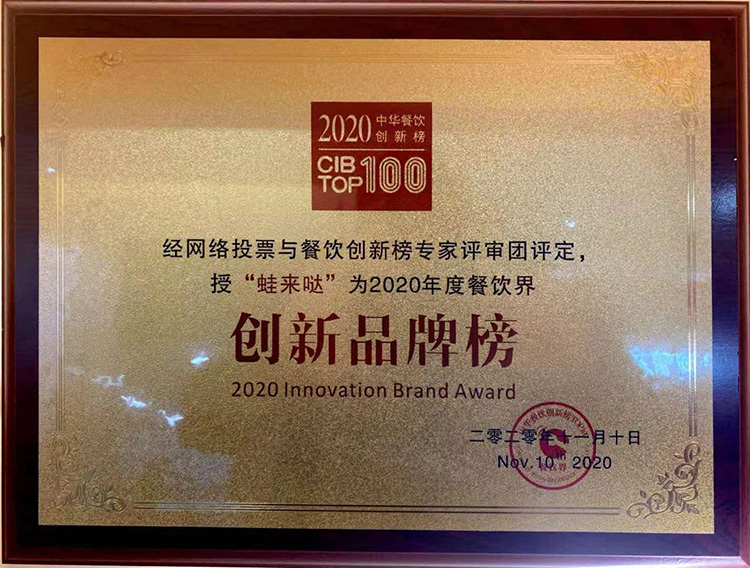 2020 中华餐饮
创新榜
CIB
TOP 100
经网络投票与餐饮创新榜专家评审团评定，
授“蛙来哒”为2020年度餐饮界
创新品牌榜
2020 Innovation Brand Award
二零二零年十一月十日
Nov.10th 2020